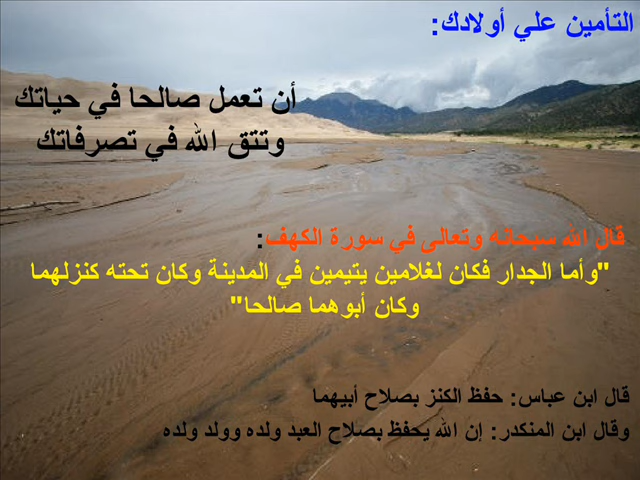 التأمين علي أولادك:
أن تعمل صالحا في حياتك
وتتق الله في تصرفاتك
قال الله سبحانه وتعالى في سورة الكهف:
"وأما الجدار فكان لغلامين يتيمين في المدينة وكان تحته كنزلهما
وكان أبوهما صالحا"
قال ابن عباس: حفظ الكنز بصلاح أبيهما
وقال ابن المنكدر: إن الله يحفظ بصلاح العبد ولده وولد ولده